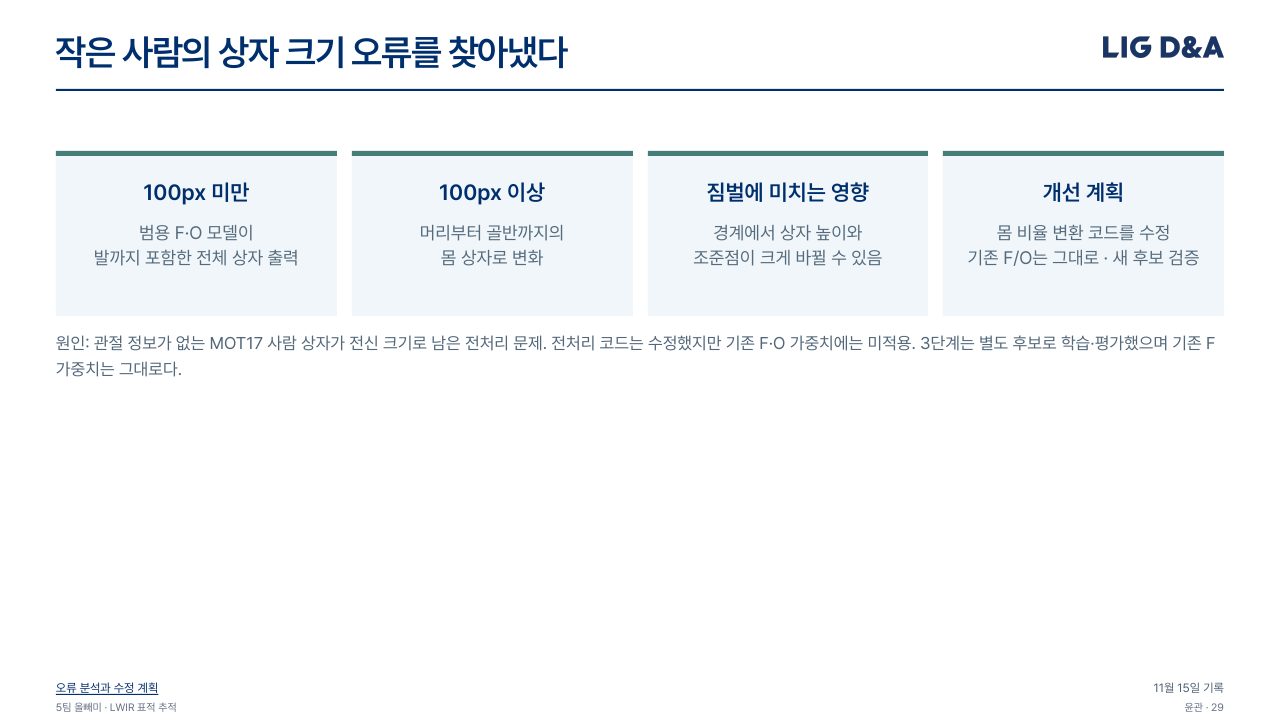 작은 사람의 상자 크기 오류를 찾아냈다
LIG D&A
100px 미만
범용 F·O 모델이
발까지 포함한 전체 상자 출력
100px 이상
머리부터 골반까지의
몸 상자로 변화
짐벌에 미치는 영향
경계에서 상자 높이와
조준점이 크게 바뀔 수 있음
개선 계획
몸 비율 변환 코드를 수정
기존 F/O는 그대로 · 새 후보 검증
원인: 관절 정보가 없는 MOT17 사람 상자가 전신 크기로 남은 전처리 문제. 전처리 코드는 수정했지만 기존 F·O 가중치에는 미적용. 3단계는 별도 후보로 학습·평가했으며 기존 F
가중치는 그대로다.
오류 분석과 수정 계획
5팀 올빼미 · LWIR 표적 추적
11월 15일 기록
윤관 · 29